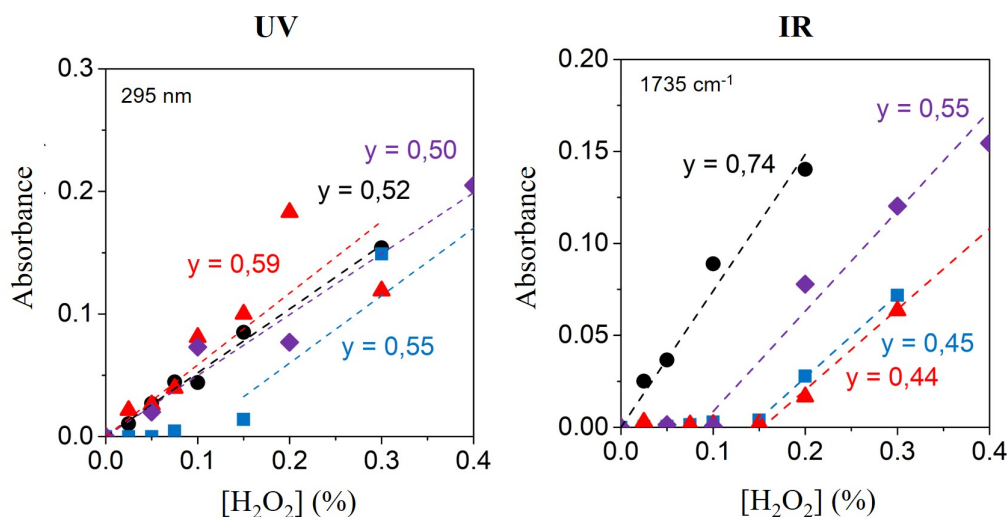 UV
295 nm
y = 0,50
y = 0,52
y = 0,59
y = 0,55
0.3
0.2
0.1
0.0
0.0
0.1
0.2
0.3
0.4
Absorbance
[H₂O₂] (%)
IR
1735 cm⁻¹
y = 0,55
y = 0,74
y = 0,45
y = 0,44
0.20
0.15
0.10
0.05
0.00
0.0
0.1
0.2
0.3
0.4
Absorbance
[H₂O₂] (%)